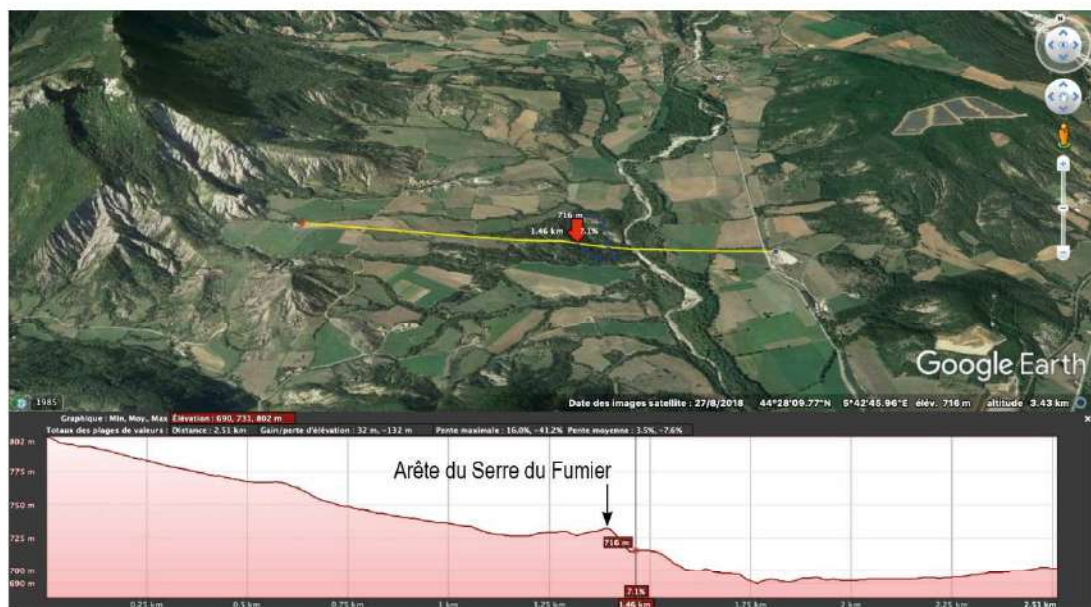 N
716 m
1.46 km 7.1%
Google Earth
1985
Date des images satellite : 27/8/2018 44°28'09.77"N 5°42'45.96"E élév. 716 m altitude 3.43 km
Graphique : Min, Moy., Max Élévation : 690, 731, 802 m
Totaux des plages de valeurs : Distance : 2.51 km Gain/perte d'élévation : 32 m, -132 m Pente maximale : 16,0%, -41.2% Pente moyenne : 3.5%, -7.6%
802 m
Arête du Serre du Fumier
775 m
750 m
725 m
716 m
700 m
690 m
7.1%
0.25 km 0.5 km 0.75 km 1 km 1.25 km 1.46 km 1.75 km 2 km 2.25 km 2.51 km